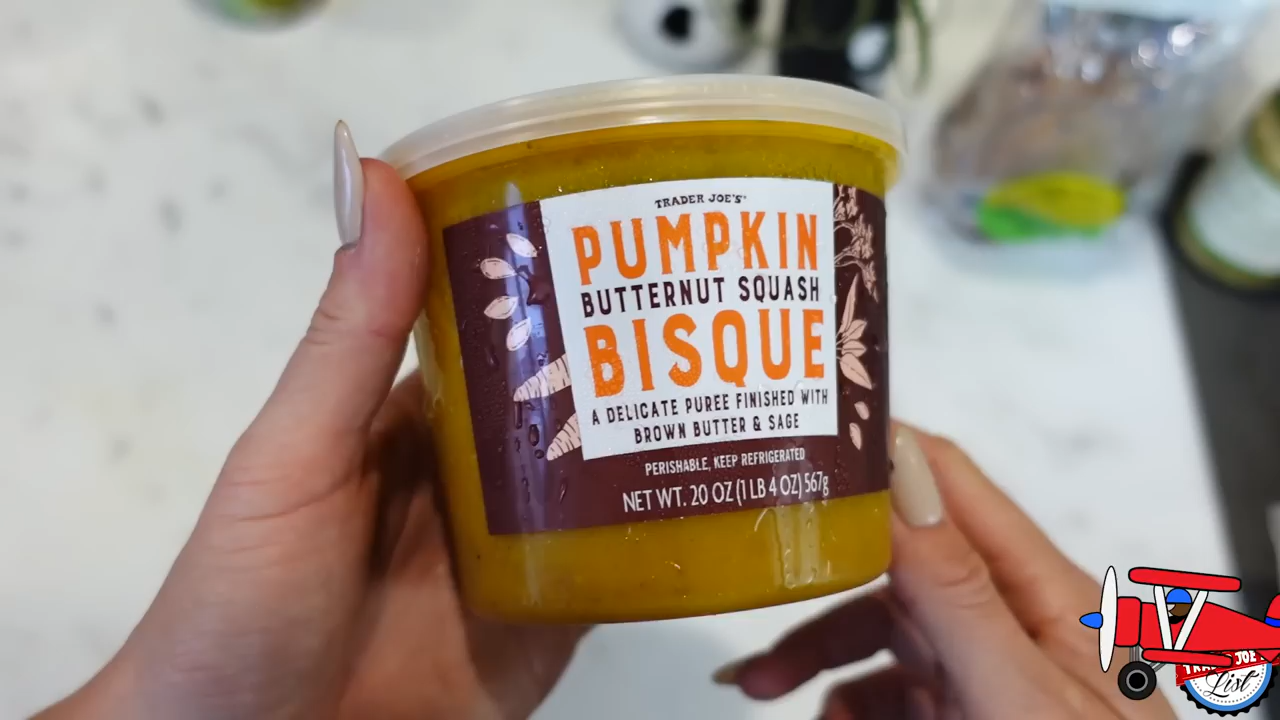 TRADER JOE'S
PUMPKIN
BUTTERNUT SQUASH
BISQUE
A DELICATE PUREE FINISHED WITH
BROWN BUTTER & SAGE
PERISHABLE, KEEP REFRIGERATED
NET WT. 20 OZ (1 LB 4 OZ) 567g
List